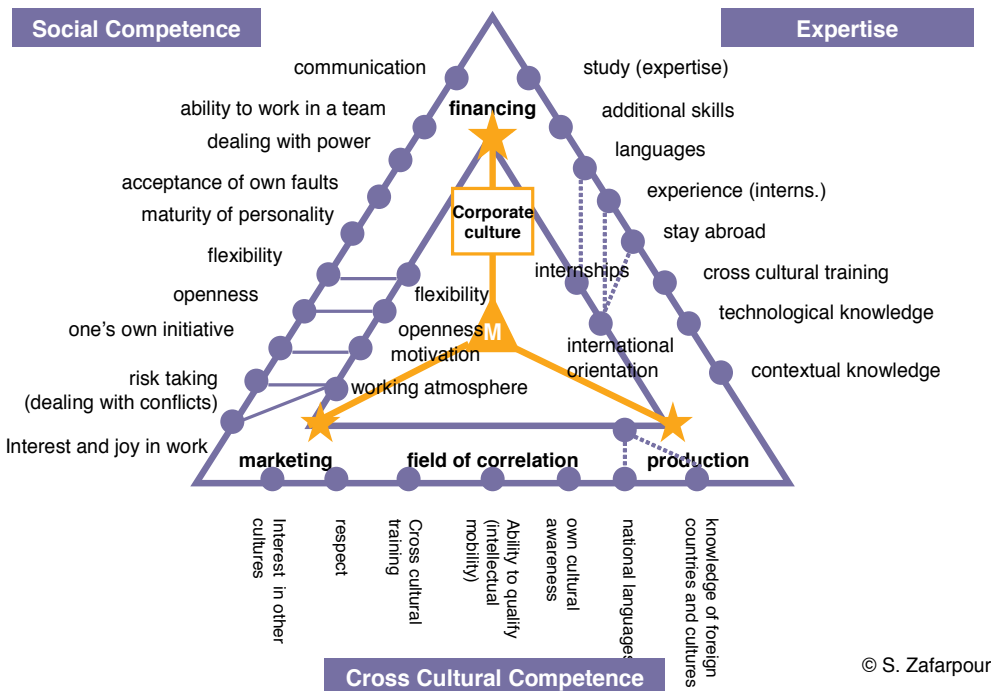 Social Competence
Expertise
communication
ability to work in a team
dealing with power
acceptance of own faults
maturity of personality
flexibility
openness
one's own initiative
risk taking
(dealing with conflicts)
Interest and joy in work
study (expertise)
additional skills
languages
experience (interns.)
stay abroad
cross cultural training
technological knowledge
contextual knowledge
financing
Corporate
culture
internships
flexibility
openness
M
motivation
international
orientation
working atmosphere
marketing
field of correlation
production
Interest in other
cultures
respect
Cross cultural
training
Ability to qualify
(intellectual
mobility)
own cultural
awareness
national languages
knowledge of foreign
countries and cultures
Cross Cultural Competence
© S. Zafarpour